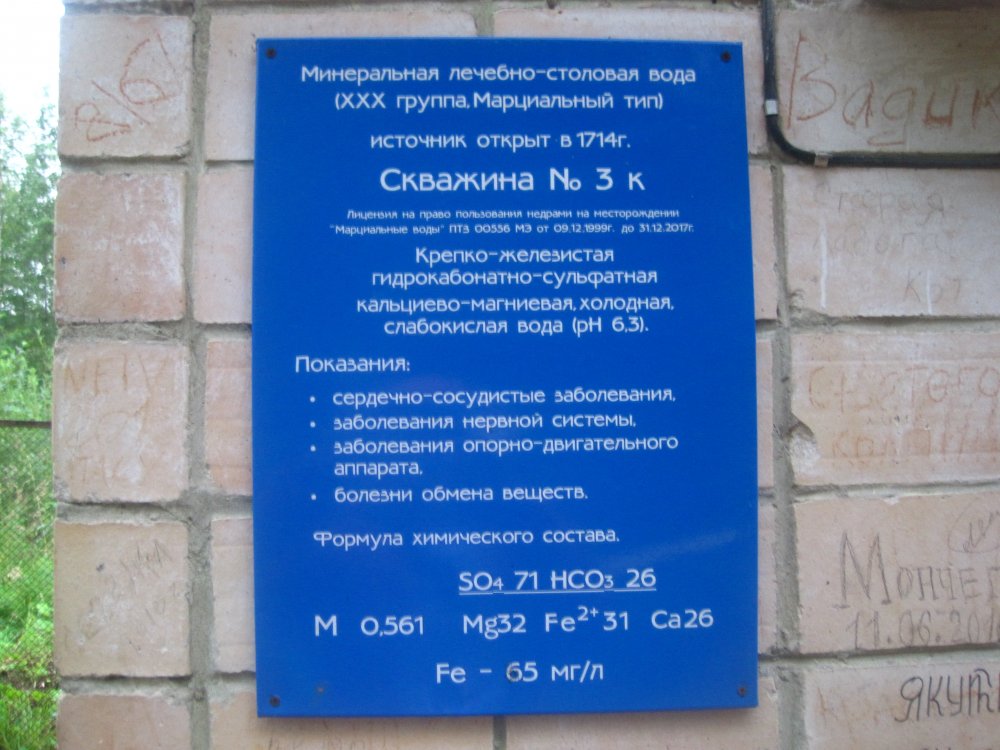 Минеральная лечебно-столовая вода
(XXX группа, Марциальный тип)
источник открыт в 1714г.
Скважина № 3 к
Лицензия на право пользования недрами на месторождении
"Марциальные воды" ПТЗ 00556 МЭ от 09.12.1999г. до 31.12.2017г.
Крепко-железистая
гидрокабонатно-сульфатная
кальциево-магниевая, холодная,
слабокислая вода (pH 6,3).
Показания:
• сердечно-сосудистые заболевания,
• заболевания нервной системы,
• заболевания опорно-двигательного
аппарата,
• болезни обмена веществ.
Формула химического состава.
SO4 71 HCO3 26
М 0,561 Mg32 Fe2+ 31 Ca26
Fe - 65 мг/л
Вадик
11.06.20
ЯКУТ